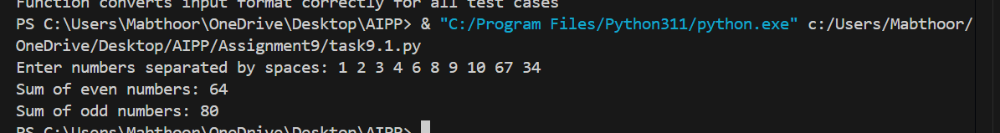 Function converts input format correctly for all test cases
PS C:\Users\Mabthoor\OneDrive\Desktop\AIPP> & "C:/Program Files/Python311/python.exe" c:/Users/Mabthoor/
OneDrive/Desktop/AIPP/Assignment9/task9.1.py
Enter numbers separated by spaces: 1 2 3 4 6 8 9 10 67 34
Sum of even numbers: 64
Sum of odd numbers: 80
PS C:\Users\Mabthoor\OneDrive\Desktop\AIPP>